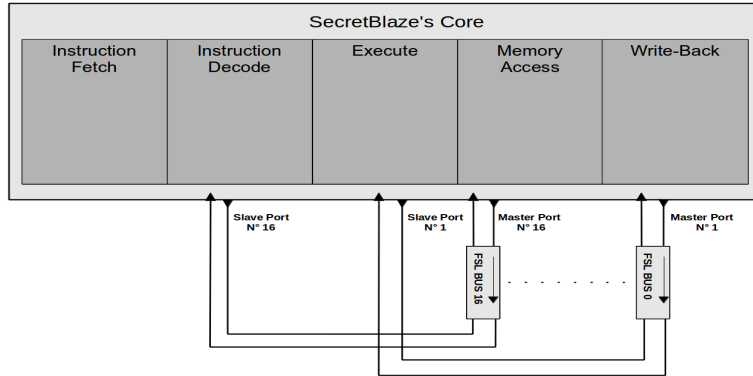 SecretBlaze's Core
Instruction
Fetch
Instruction
Decode
Execute
Memory
Access
Write-Back
Slave Port
N° 16
Slave Port
N° 1
Master Port
N° 16
Master Port
N° 1
FSL BUS 16
FSL BUS 0